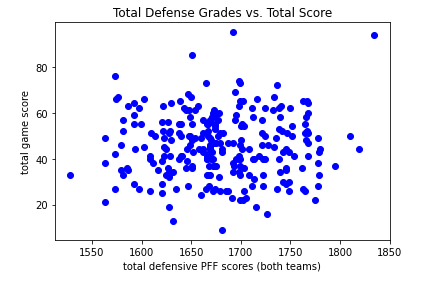 Total Defense Grades vs. Total Score
total game score
80
60
40
20
1550 1600 1650 1700 1750 1800 1850
total defensive PFF scores (both teams)